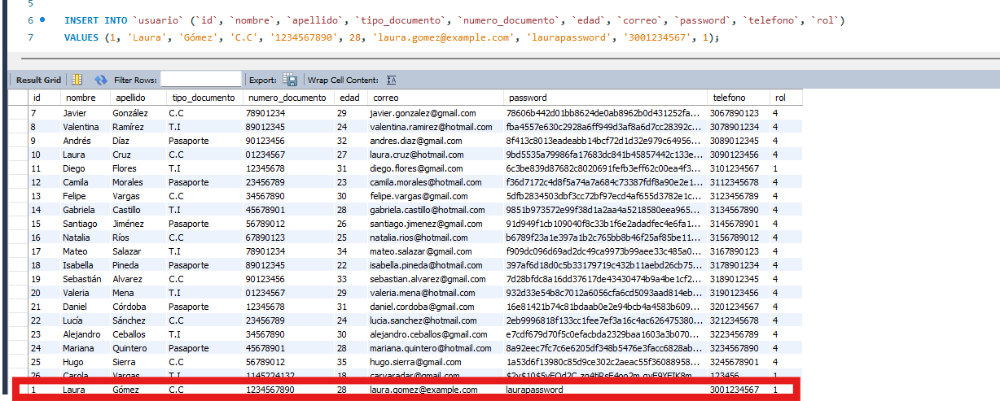 5
6 INSERT INTO `usuario` (`id`, `nombre`, `apellido`, `tipo_documento`, `numero_documento`, `edad`, `correo`, `password`, `telefono`, `rol`)
7 VALUES (1, 'Laura', 'Gómez', 'C.C', '1234567890', 28, 'laura.gomez@example.com', 'laurapassword', '3001234567', 1);
Result Grid Filter Rows: Export: Wrap Cell Content: IA
id nombre apellido tipo_documento numero_documento edad correo password telefono rol
7 Javier González C.C 78901234 29 javier.gonzalez@gmail.com 78606b442d01bb8624de0ab8962b0d431252fa... 3067890123 4
8 Valentina Ramírez T.I 89012345 24 valentina.ramirez@hotmail.com fba4557e630c2928a6ff949d3af8a6d7cc28392c... 3078901234 4
9 Andrés Díaz Pasaporte 90123456 32 andres.diaz@gmail.com 8f413c8013eadeabb14bcf72d1d32e979c64956... 3089012345 4
10 Laura Cruz C.C 01234567 27 laura.cruz@hotmail.com 9bd5535a79986fa17683dc841b45857442c133e... 3090123456 4
11 Diego Flores T.I 12345678 31 diego.flores@gmail.com 6c3be839d87682c8020691fefb3eff62c00ea4f3... 3101234567 1
12 Camila Morales Pasaporte 23456789 23 camila.morales@hotmail.com f36d7172c4d8f5a74a7a684c73387fdf8a90e2e1... 3112345678 4
13 Felipe Vargas C.C 34567890 30 felipe.vargas@gmail.com 5dfb2834503dbf3cc72bf97ecd4af655d3782e1c... 3123456789 4
14 Gabriela Castillo T.I 45678901 28 gabriela.castillo@hotmail.com 9851b973572e99f38d1a2aa4a5218580eea965... 3134567890 4
15 Santiago Jiménez Pasaporte 56789012 26 santiago.jimenez@gmail.com 91d949f1cb109040f8c33b1f6e2adadfec4e6fa1... 3145678901 4
16 Natalia Ríos C.C 67890123 25 natalia.rios@hotmail.com b6789f23a1e397a1b2c765bb8b46f25af85be11... 3156789012 4
17 Mateo Salazar T.I 78901234 34 mateo.salazar@gmail.com f909dc096d69ad2dc49ca9973b99aee33c485a0... 3167890123 4
18 Isabella Pineda Pasaporte 89012345 22 isabella.pineda@hotmail.com 397af6d18d0c5b33179719c432b11aebd26cb75... 3178901234 4
19 Sebastián Alvarez C.C 90123456 33 sebastian.alvarez@gmail.com 7d28bfdc8a16dd37617de43430474b9a4be1cf2... 3189012345 4
20 Valeria Mena T.I 01234567 29 valeria.mena@hotmail.com 932d33e54b8c7012a6056cfa6cd5093aad814eb... 3190123456 4
21 Daniel Córdoba Pasaporte 12345678 31 daniel.cordoba@gmail.com 16e81421b74c81bdaab0e2e94bcb4a4583b609... 3201234567 4
22 Lucía Sánchez C.C 23456789 24 lucia.sanchez@hotmail.com 2eb9996818f133cc1fee7ef3a16c4ac626475380... 3212345678 4
23 Alejandro Ceballos T.I 34567890 30 alejandro.ceballos@gmail.com e7cdf679d70f5c0efacbda2329baa1603a3b070... 3223456789 4
24 Mariana Quintero Pasaporte 45678901 28 mariana.quintero@hotmail.com 8a92eec7fc7c6e6205df348b5476e3facc6828ab... 3234567890 4
25 Hugo Sierra C.C 56789012 35 hugo.sierra@gmail.com 1a53d6f13980c85d9ce302c2aeac55f36088958... 3245678901 4
26 Carola Vargas T.I 1145224132 18 carvaradar@gmail.com 123456 1
1 Laura Gómez C.C 1234567890 28 laura.gomez@example.com laurapassword 3001234567 1